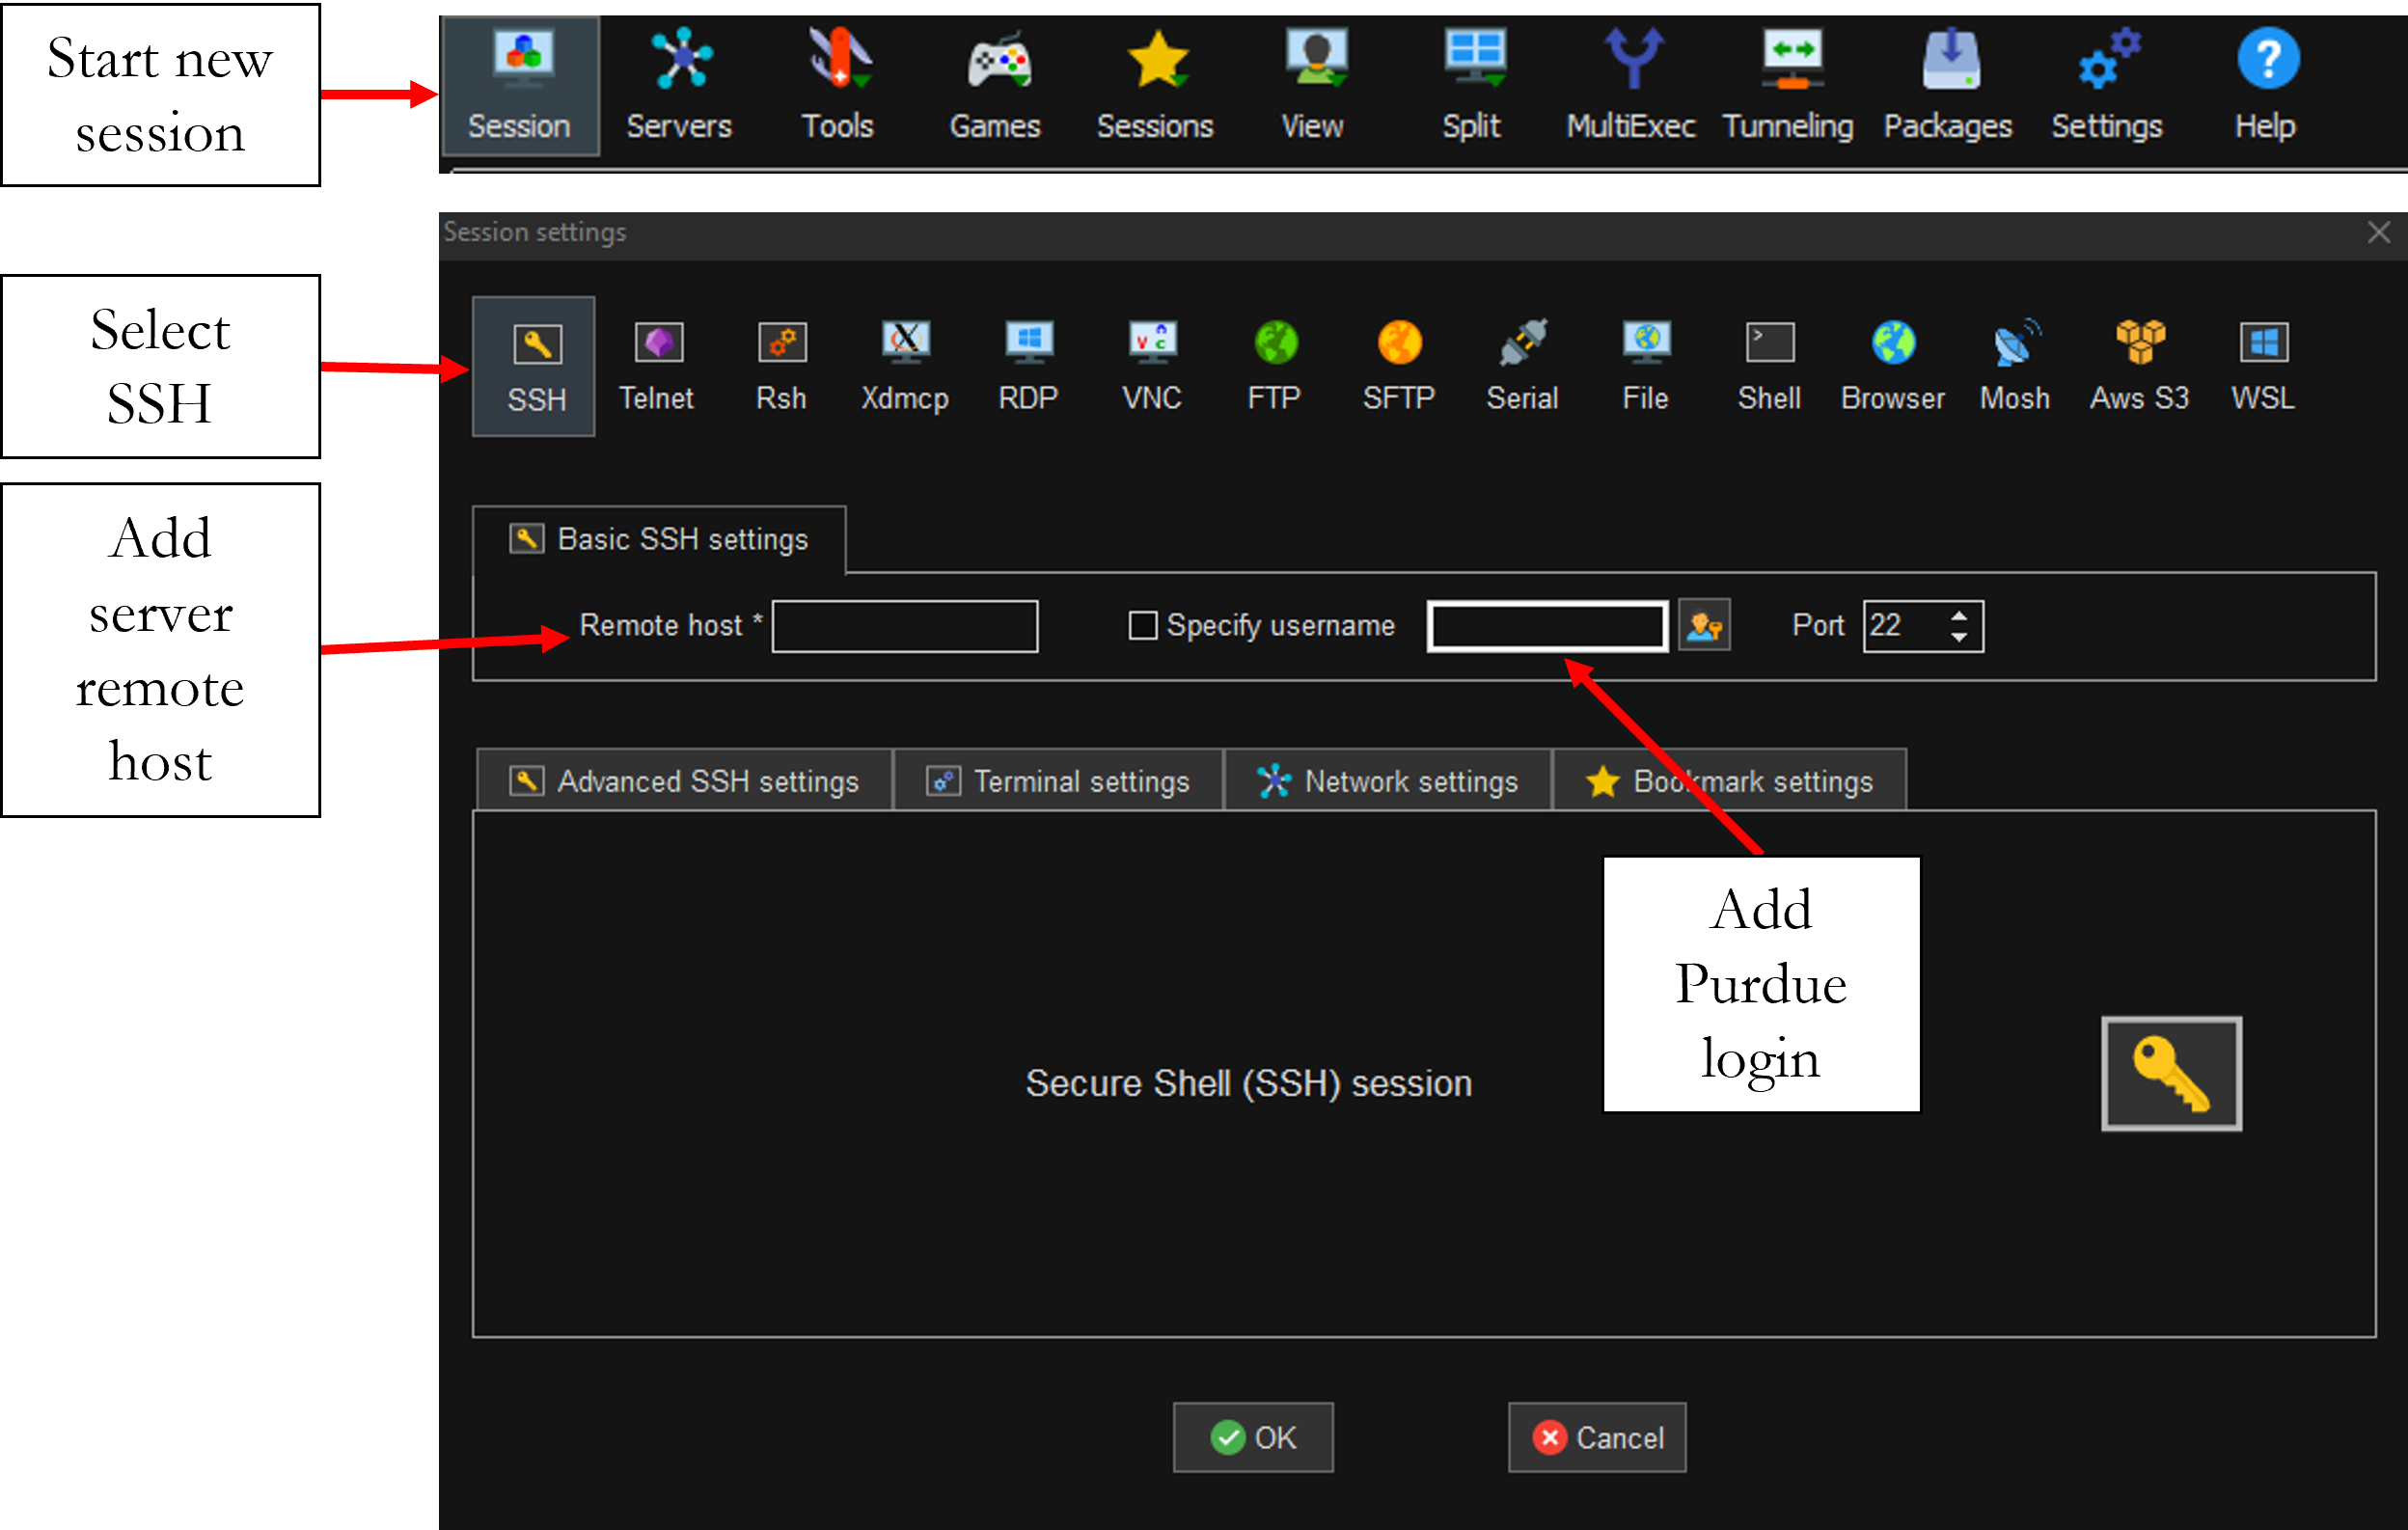 Start new
session
Session Servers Tools Games Sessions View Split MultiExec Tunneling Packages Settings Help
Session settings
Select
SSH
SSH Telnet Rsh Xdmcp RDP VNC FTP SFTP Serial File Shell Browser Mosh Aws S3 WSL
Add
server
remote
host
Basic SSH settings
Remote host * Specify username Port 22
Advanced SSH settings Terminal settings Network settings Bookmark settings
Add
Purdue
login
Secure Shell (SSH) session
OK Cancel